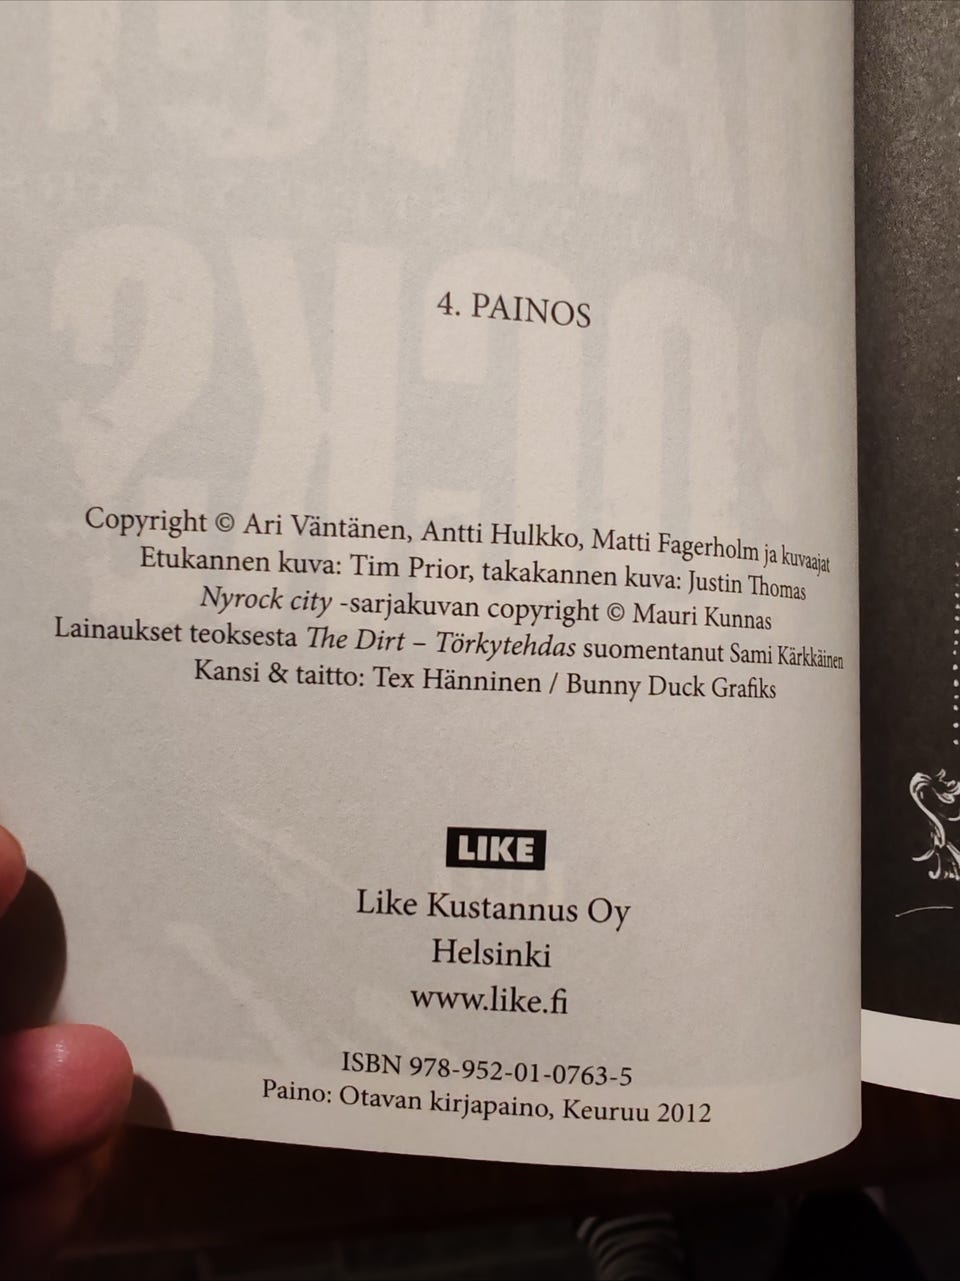 4. PAINOS
Copyright © Ari Väntänen, Antti Hulkko, Matti Fagerholm ja kuvaajat
Etukannen kuva: Tim Prior, takakannen kuva: Justin Thomas
Nyrock city -sarjakuvan copyright © Mauri Kunnas
Lainaukset teoksesta The Dirt – Törkytehdas suomentanut Sami Kärkkäinen
Kansi & taitto: Tex Hänninen / Bunny Duck Grafiks
LIKE
Like Kustannus Oy
Helsinki
www.like.fi
ISBN 978-952-01-0763-5
Paino: Otavan kirjapaino, Keuruu 2012